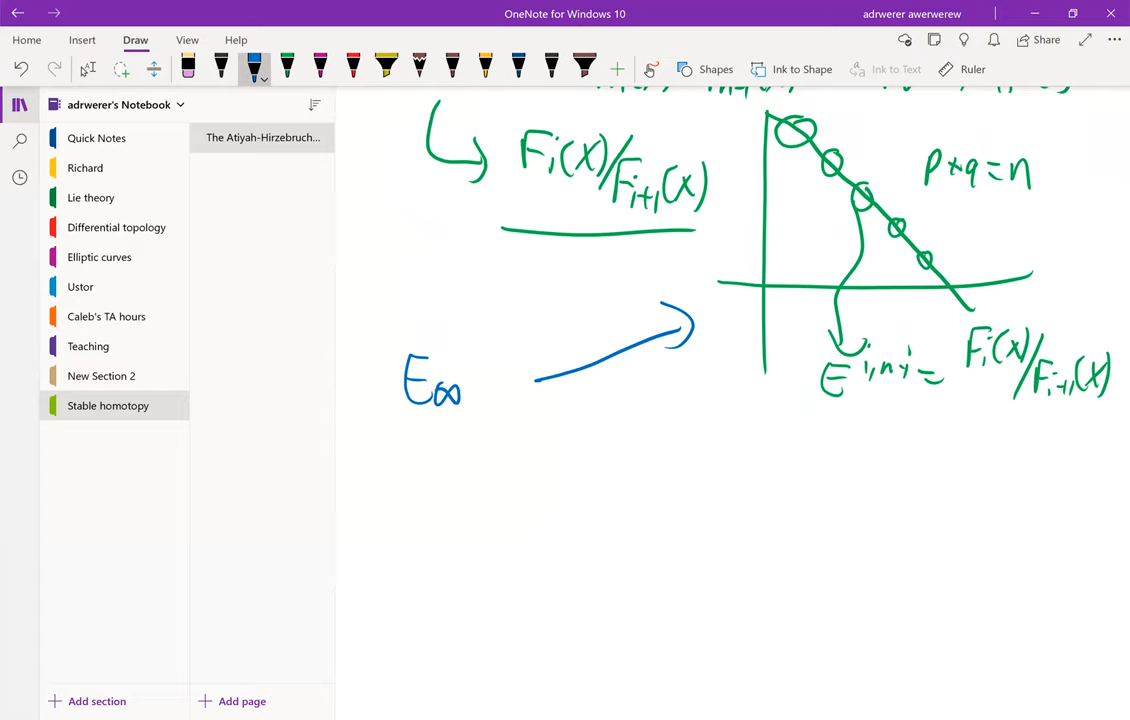 OneNote for Windows 10
adrwerer awerwerew
Home Insert Draw View Help
Share
Shapes
Ink to Shape
Ink to Text
Ruler
adrwerer's Notebook
Quick Notes
Richard
Lie theory
Differential topology
Elliptic curves
Ustor
Caleb's TA hours
Teaching
New Section 2
Stable homotopy
The Atiyah-Hirzebruch...
Fi(X)/Fi+1(X)
p+q=n
E∞
E^{i,n-i} = Fi(X)/Fi+1(X)
Add section
Add page